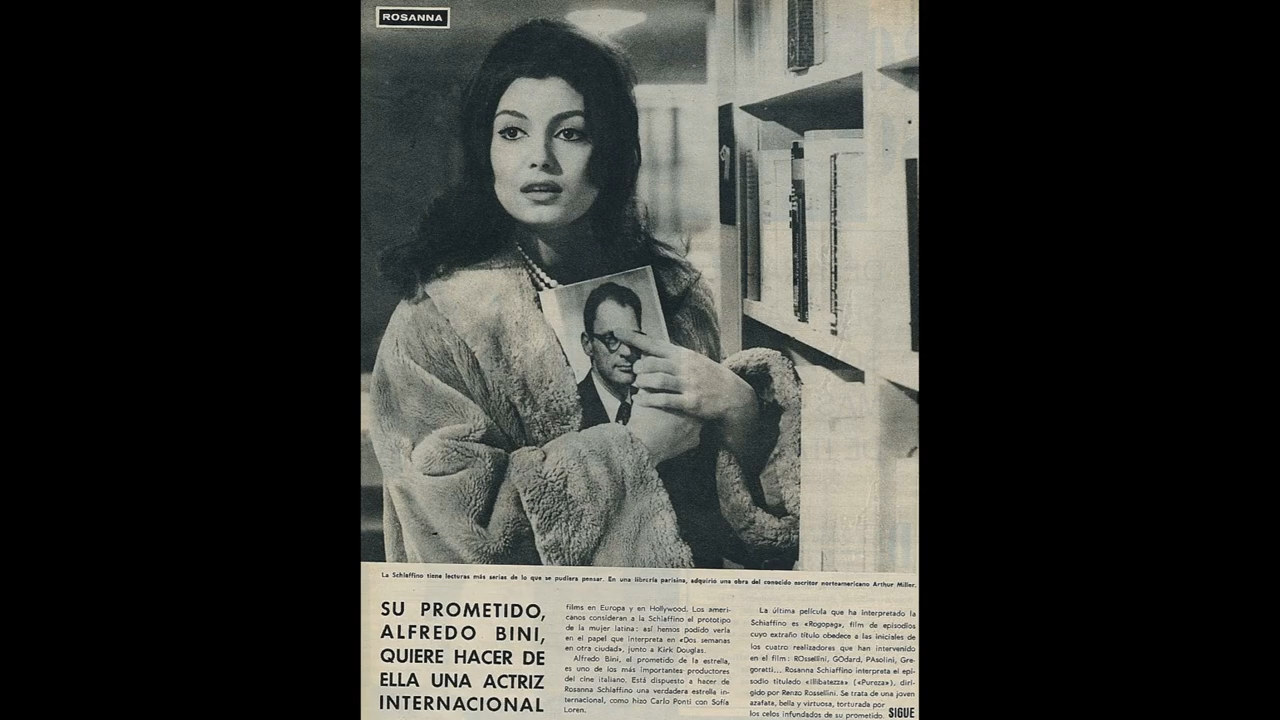 ROSANNA
La Schiaffino tiene lecturas más serias de lo que se pudiera pensar. En una librería parisina, adquirió una obra del conocido escritor norteamericano Arthur Miller.
SU PROMETIDO,
ALFREDO BINI,
QUIERE HACER DE
ELLA UNA ACTRIZ
INTERNACIONAL
films en Europa y en Hollywood. Los ameri-
canos consideran a la Schiaffino el prototipo
de la mujer latina: así hemos podido verla
en el papel que interpreta en «Dos semanas
en otra ciudad», junto a Kirk Douglas.
Alfredo Bini, el prometido de la estrella,
es uno de los más importantes productores
del cine italiano. Está dispuesto a hacer de
Rosanna Schiaffino una verdadera estrella in-
ternacional, como hizo Carlo Ponti con Sofía
Loren.
La última película que ha interpretado la
Schiaffino es «Rogopag», film de episodios
cuyo extraño título obedece a las iniciales de
los cuatro realizadores que han intervenido
en el film: ROssellini, GOdard, PAsolini, Gre-
goretti... Rosanna Schiaffino interpreta el epi-
sodio titulado «Illibatezza» («Pureza»), diri-
gido por Renzo Rossellini. Se trata de una joven
azafata, bella y virtuosa, torturada por
los celos infundados de su prometido. SIGUE